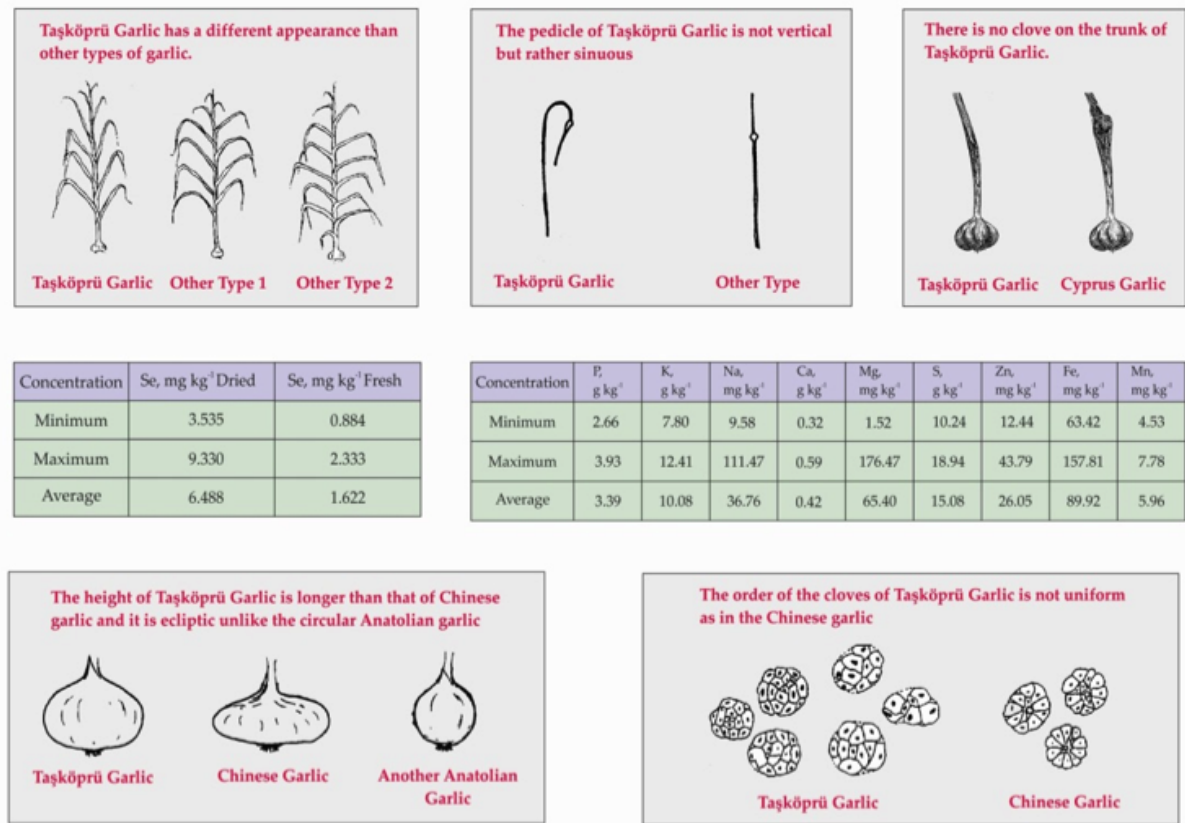 Taşköprü Garlic has a different appearance than
other types of garlic.
Taşköprü Garlic Other Type 1 Other Type 2
The pedicle of Taşköprü Garlic is not vertical
but rather sinuous
Taşköprü Garlic Other Type
There is no clove on the trunk of
Taşköprü Garlic.
Taşköprü Garlic Cyprus Garlic
Concentration Se, mg kg⁻¹ Dried Se, mg kg⁻¹ Fresh
Minimum 3.535 0.884
Maximum 9.330 2.333
Average 6.488 1.622
Concentration P, g kg⁻¹ K, g kg⁻¹ Na, mg kg⁻¹ Ca, g kg⁻¹ Mg, mg kg⁻¹ S, g kg⁻¹ Zn, mg kg⁻¹ Fe, mg kg⁻¹ Mn, mg kg⁻¹
Minimum 2.66 7.80 9.58 0.32 1.52 10.24 12.44 63.42 4.53
Maximum 3.93 12.41 111.47 0.59 176.47 18.94 43.79 157.81 7.78
Average 3.39 10.08 36.76 0.42 65.40 15.08 26.05 89.92 5.96
The height of Taşköprü Garlic is longer than that of Chinese
garlic and it is ecliptic unlike the circular Anatolian garlic
Taşköprü Garlic Chinese Garlic Another Anatolian
Garlic
The order of the cloves of Taşköprü Garlic is not uniform
as in the Chinese garlic
Taşköprü Garlic Chinese Garlic